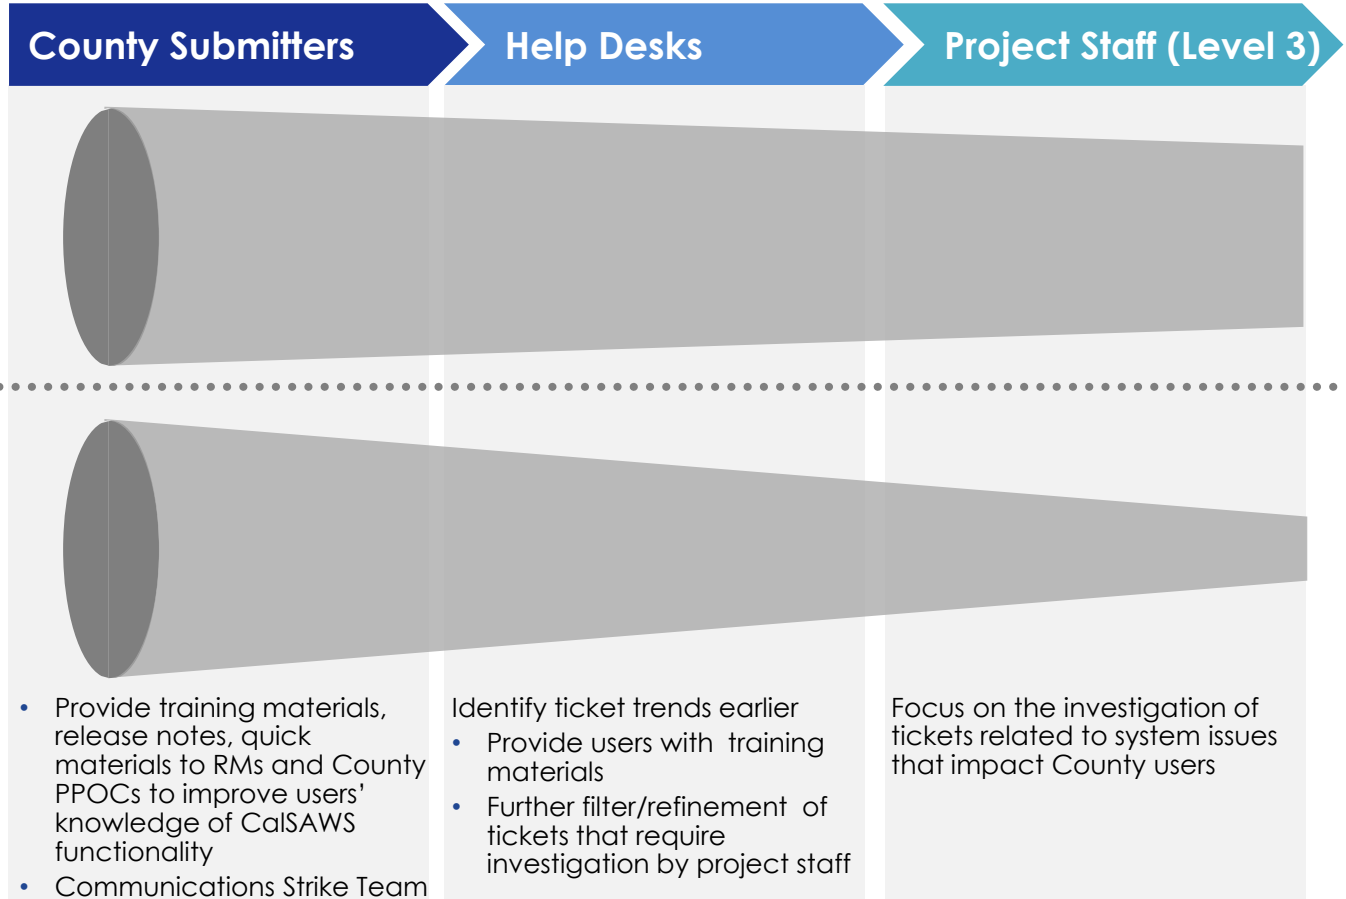 County Submitters
Help Desks
Project Staff (Level 3)
• Provide training materials,
release notes, quick
materials to RMs and County
PPOCs to improve users’
knowledge of CalSAWS
functionality
• Communications Strike Team
Identify ticket trends earlier
• Provide users with  training
materials
• Further filter/refinement  of
tickets that require
investigation by project staff
Focus on the investigation of
tickets related to system issues
that impact County users